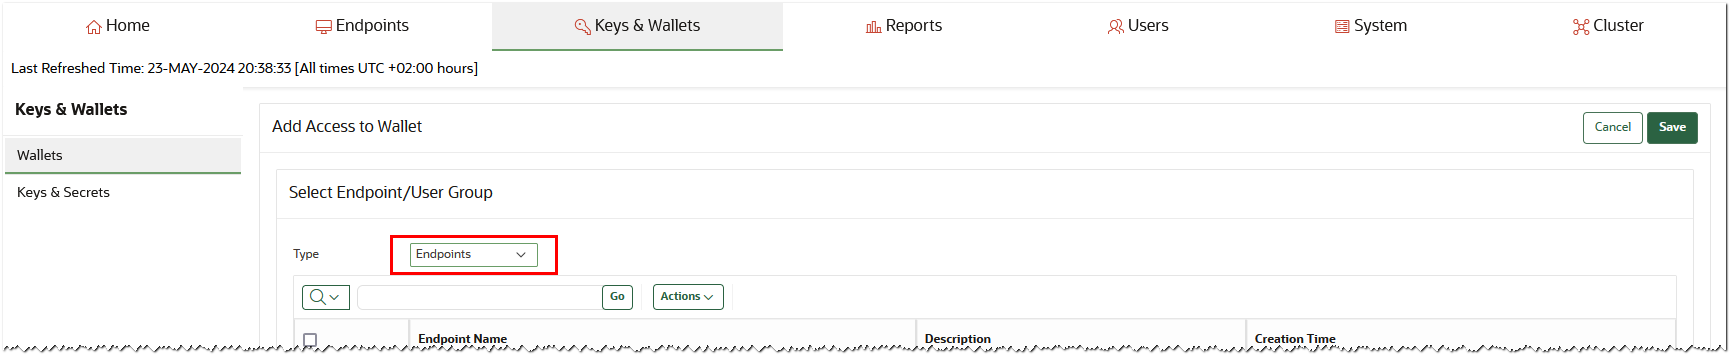 Home Endpoints Keys & Wallets Reports Users System Cluster
Last Refreshed Time: 23-MAY-2024 20:38:33 [All times UTC +02:00 hours]
Keys & Wallets
Wallets
Keys & Secrets
Add Access to Wallet
Cancel Save
Select Endpoint/User Group
Type Endpoints
Go Actions
Endpoint Name Description Creation Time